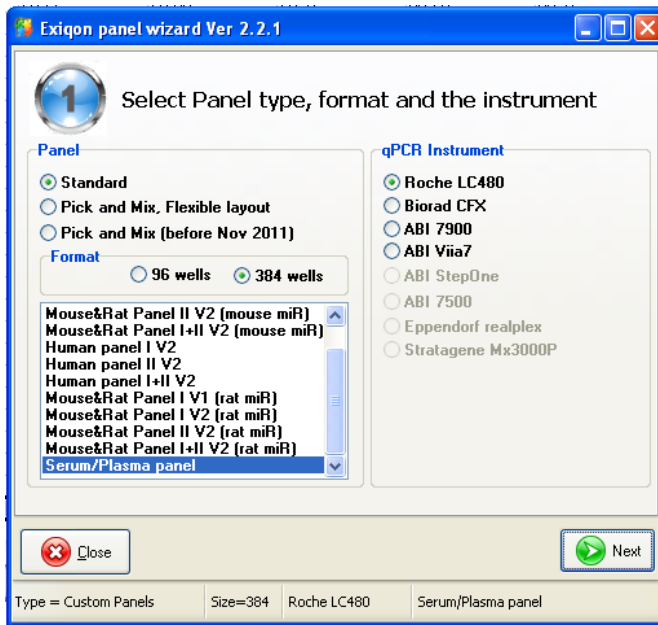 Exiqon panel wizard Ver 2.2.1
1
Select Panel type, format and the instrument
Panel
Standard
Pick and Mix, Flexible layout
Pick and Mix (before Nov 2011)
Format
96 wells
384 wells
Mouse&Rat Panel II V2 (mouse miR)
Mouse&Rat Panel I+II V2 (mouse miR)
Human panel I V2
Human panel II V2
Human panel I+II V2
Mouse&Rat Panel I V1 (rat miR)
Mouse&Rat Panel I V2 (rat miR)
Mouse&Rat Panel II V2 (rat miR)
Mouse&Rat Panel I+II V2 (rat miR)
Serum/Plasma panel
qPCR Instrument
Roche LC480
Biorad CFX
ABI 7900
ABI Viia7
ABI StepOne
ABI 7500
Eppendorf realplex
Stratagene Mx3000P
Close
Next
Type = Custom Panels
Size=384
Roche LC480
Serum/Plasma panel